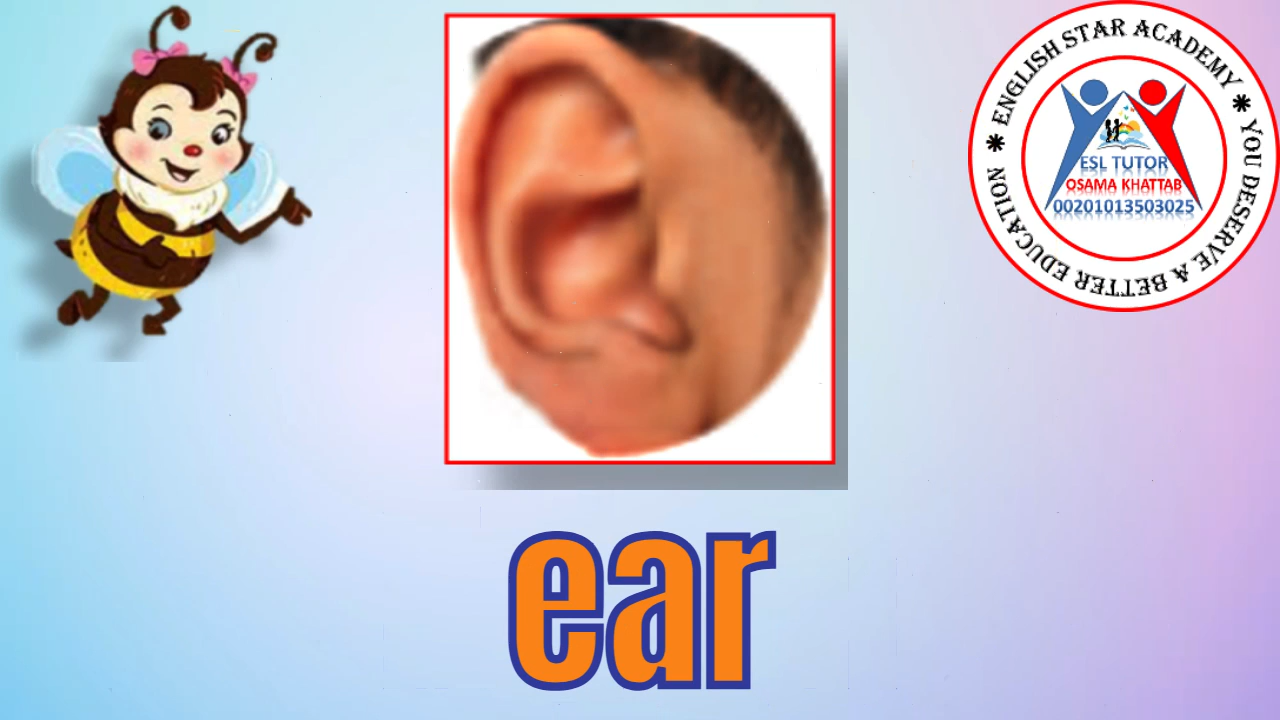 * ENGLISH STAR ACADEMY * YOU DESERVE A BETTER EDUCATION
ESL TUTOR
OSAMA KHATTAB
00201013503025
ear